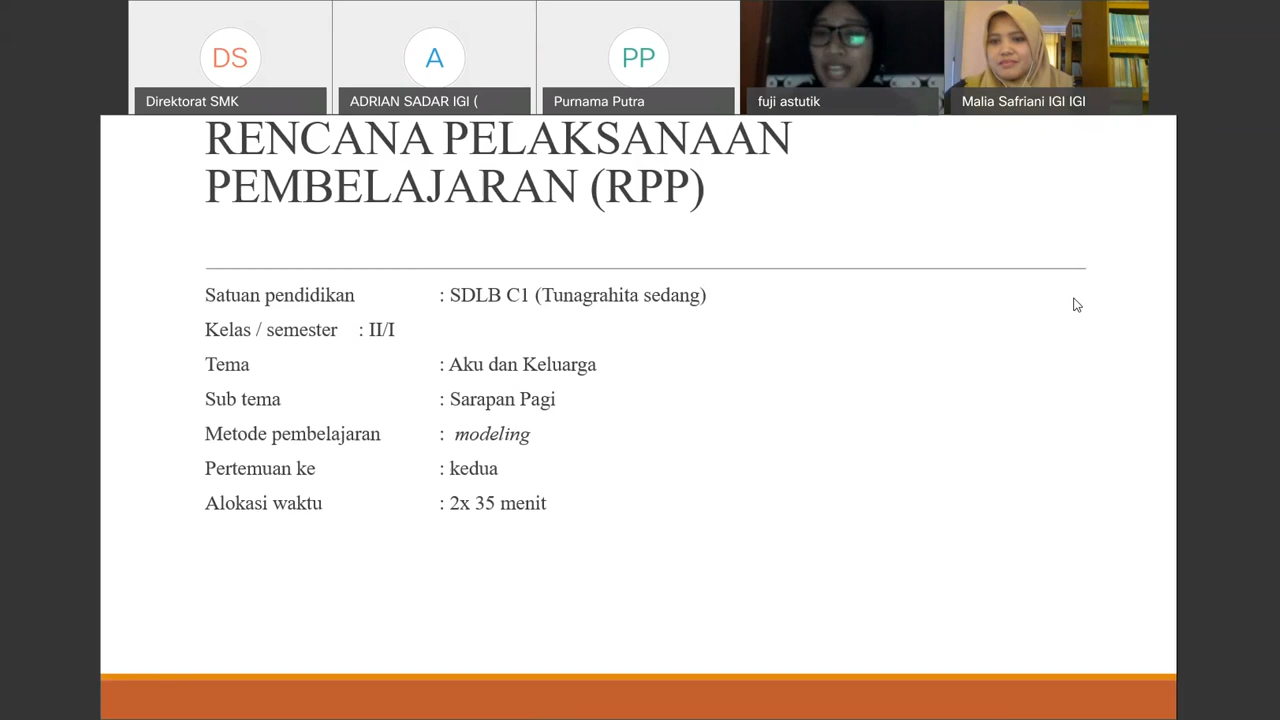 DS
A
PP
Direktorat SMK
ADRIAN SADAR IGI (
Purnama Putra
fuji astutik
Malia Safriani IGI IGI
RENCANA PELAKSANAAN
PEMBELAJARAN (RPP)
Satuan pendidikan : SDLB C1 (Tunagrahita sedang)
Kelas / semester : II/I
Tema : Aku dan Keluarga
Sub tema : Sarapan Pagi
Metode pembelajaran : modeling
Pertemuan ke : kedua
Alokasi waktu : 2x 35 menit